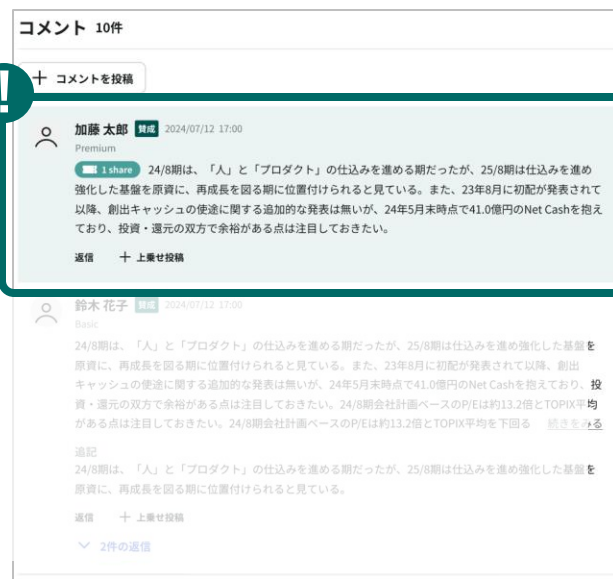 コメント 10件
＋ コメントを投稿
!
加藤 太郎 賛成 2024/07/12 17:00
Premium
1 share 24/8期は、「人」と「プロダクト」の仕込みを進める期だったが、25/8期は仕込みを進め
強化した基盤を原資に、再成長を図る期に位置付けられると見ている。また、23年8月に初配が発表されて
以降、創出キャッシュの使途に関する追加的な発表は無いが、24年5月末時点で41.0億円のNet Cashを抱え
ており、投資・還元の双方で余裕がある点は注目しておきたい。
返信 ＋ 上乗せ投稿
鈴木 花子 賛成 2024/07/12 17:00
Basic
24/8期は、「人」と「プロダクト」の仕込みを進める期だったが、25/8期は仕込みを進め強化した基盤を
原資に、再成長を図る期に位置付けられると見ている。また、23年8月に初配が発表されて以降、創出
キャッシュの使途に関する追加的な発表は無いが、24年5月末時点で41.0億円のNet Cashを抱えており、投
資・還元の双方で余裕がある点は注目しておきたい。24/8期会社計画ベースのP/Eは約13.2倍とTOPIX平均
がある点は注目しておきたい。24/8期会社計画ベースのP/Eは約13.2倍とTOPIX平均を下回る 続きをみる
追記
24/8期は、「人」と「プロダクト」の仕込みを進める期だったが、25/8期は仕込みを進め強化した基盤を
原資に、再成長を図る期に位置付けられると見ている。
返信 ＋ 上乗せ投稿
2件の返信